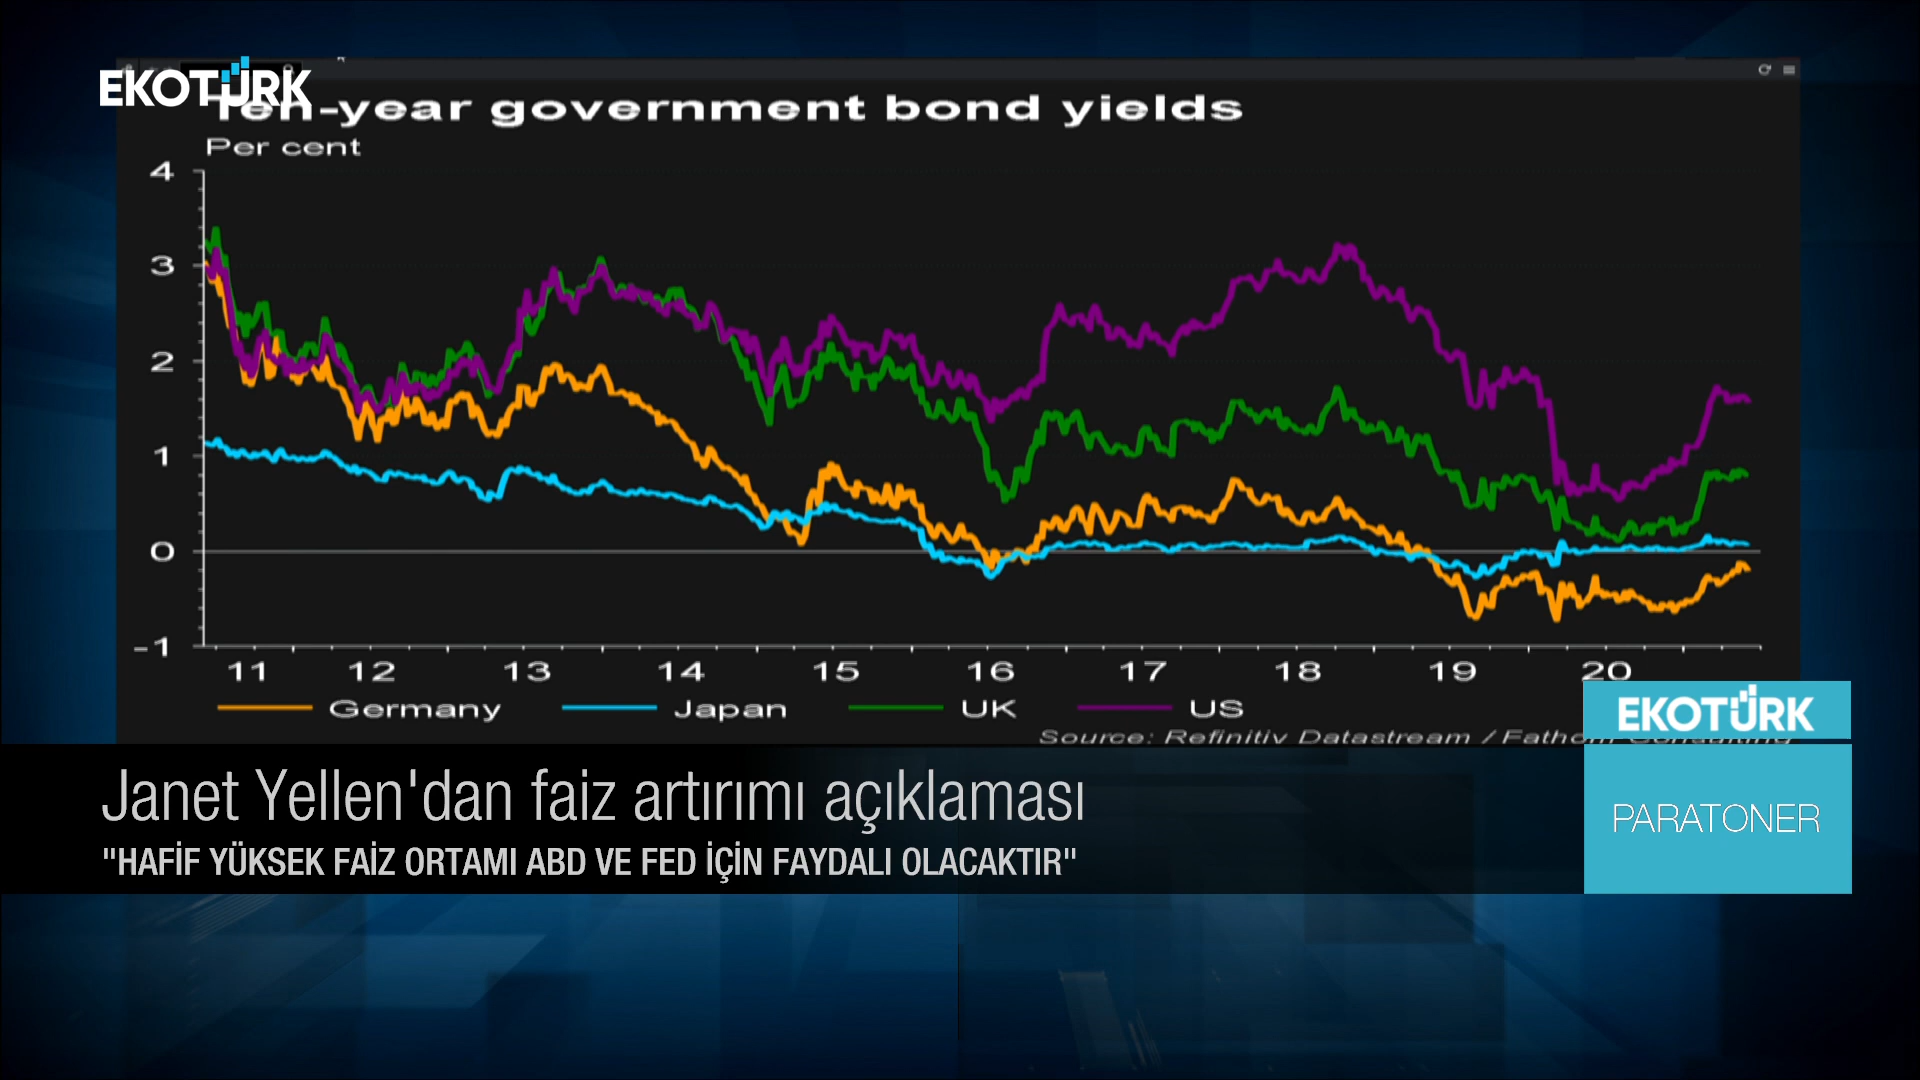 EKOTÜRK
Ten-year government bond yields
Per cent
4
3
2
1
0
-1
11 12 13 14 15 16 17 18 19 20
Germany Japan UK US
Source: Refinitiv Datastream / Fathom Consulting
EKOTÜRK
PARATONER
Janet Yellen'dan faiz artırımı açıklaması
"HAFİF YÜKSEK FAİZ ORTAMI ABD VE FED İÇİN FAYDALI OLACAKTIR"